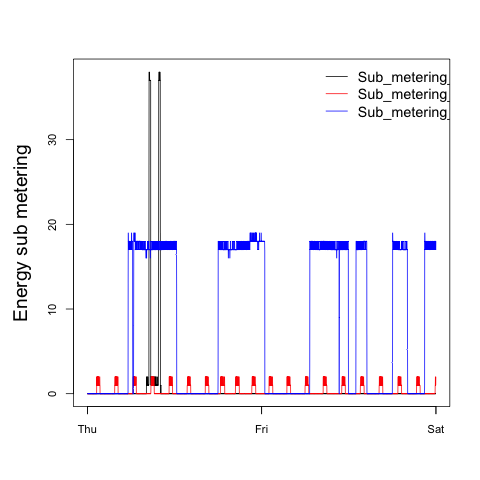 Sub_metering_
Sub_metering_
Sub_metering_
Energy sub metering
30
20
10
0
Thu Fri Sat